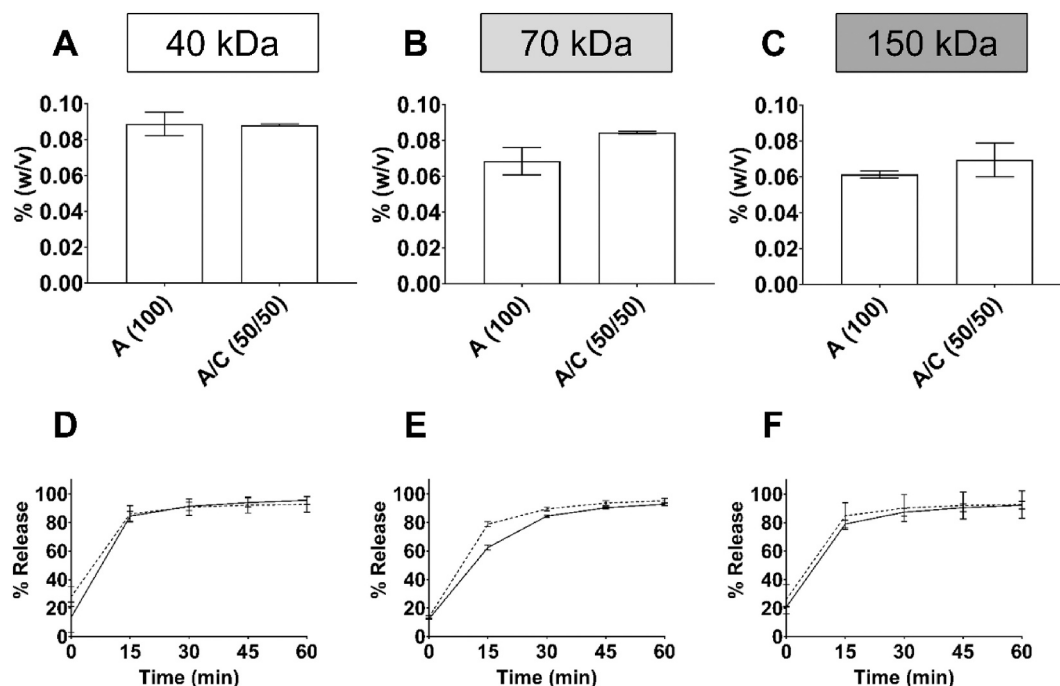 A
40 kDa
B
70 kDa
C
150 kDa
% (w/v)
0.10
0.08
0.06
0.04
0.02
0.00
A (100)
A/C (50/50)
% (w/v)
0.10
0.08
0.06
0.04
0.02
0.00
A (100)
A/C (50/50)
% (w/v)
0.10
0.08
0.06
0.04
0.02
0.00
A (100)
A/C (50/50)
D
% Release
100
80
60
40
20
0
0 15 30 45 60
Time (min)
E
% Release
100
80
60
40
20
0
0 15 30 45 60
Time (min)
F
% Release
100
80
60
40
20
0
0 15 30 45 60
Time (min)